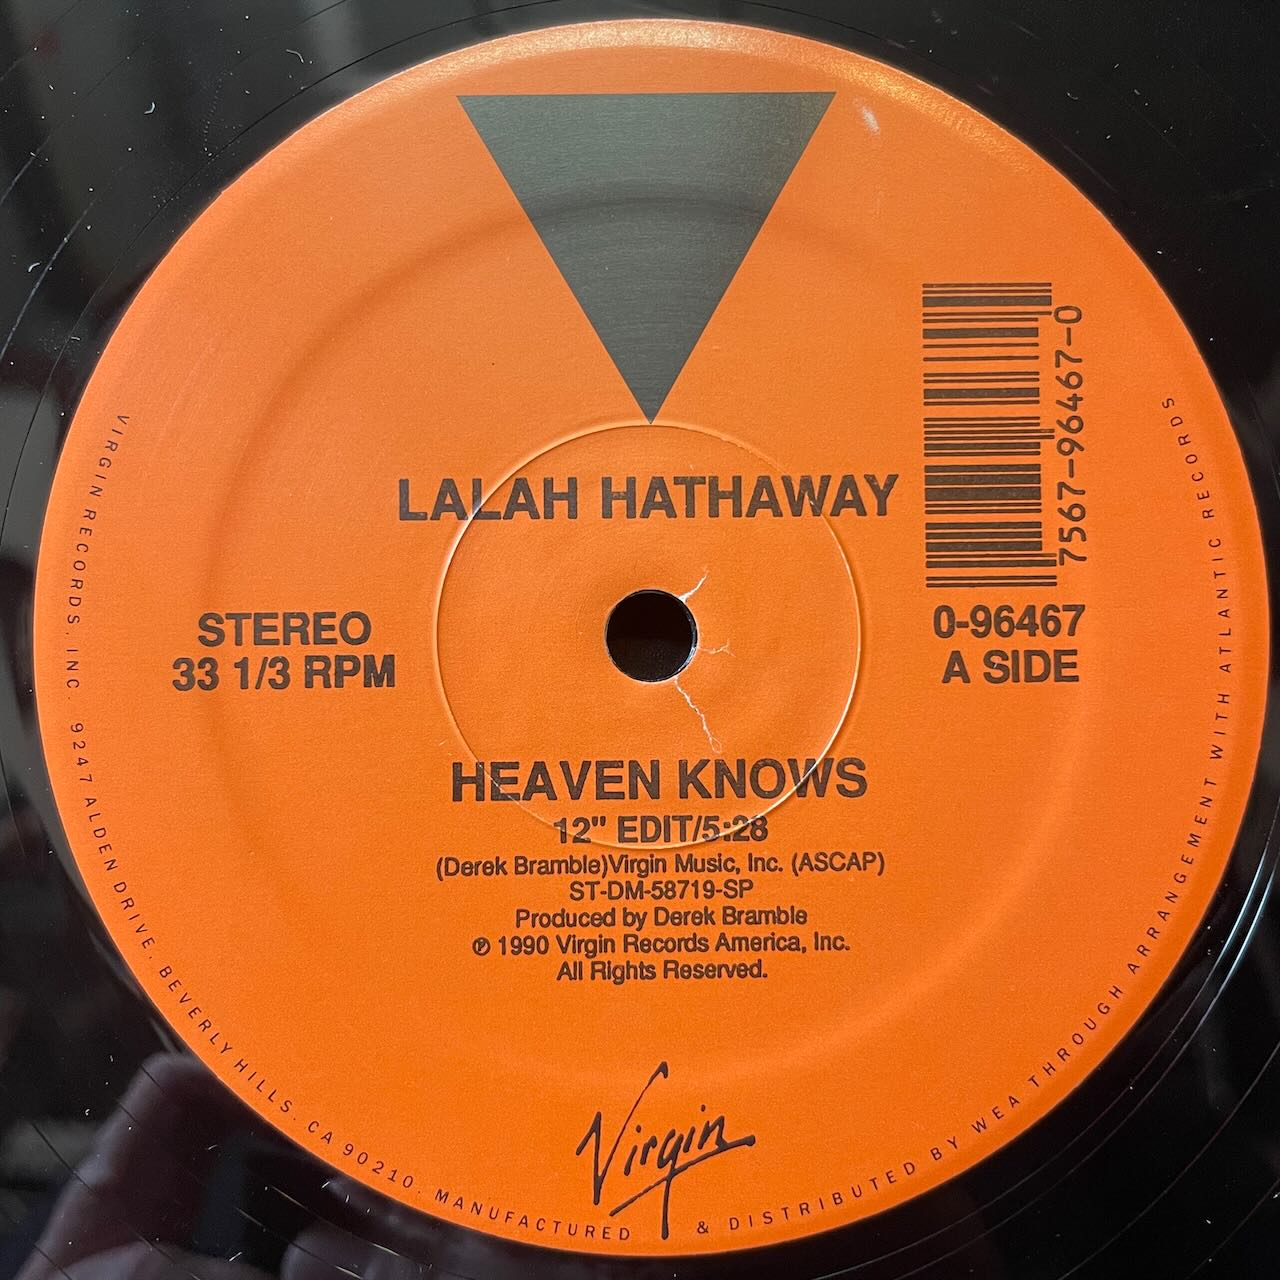 LALAH HATHAWAY
7567-96467-0
STEREO
33 1/3 RPM
0-96467
A SIDE
HEAVEN KNOWS
12" EDIT/5:28
(Derek Bramble)Virgin Music, Inc. (ASCAP)
ST-DM-58719-SP
Produced by Derek Bramble
℗ 1990 Virgin Records America, Inc.
All Rights Reserved.
Virgin
VIRGIN RECORDS, INC. 9247 ALDEN DRIVE, BEVERLY HILLS, CA 90210. MANUFACTURED & DISTRIBUTED BY WEA THROUGH ARRANGEMENT WITH ATLANTIC RECORDS